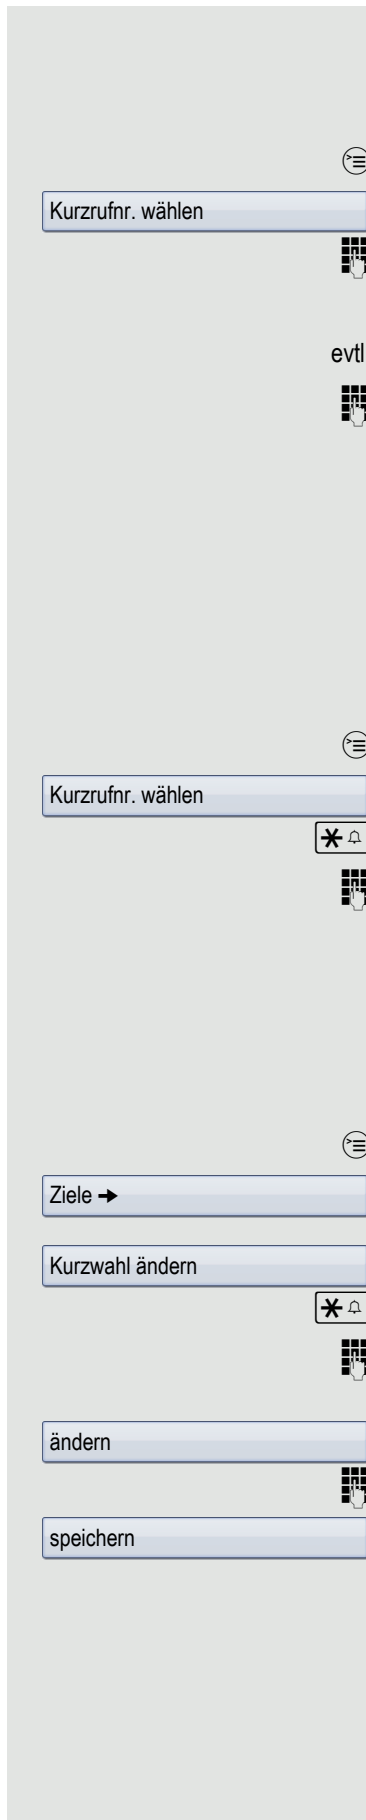 Kurzrufnr. wählen
evtl
Kurzrufnr. wählen
Ziele ➜
Kurzwahl ändern
ändern
speichern